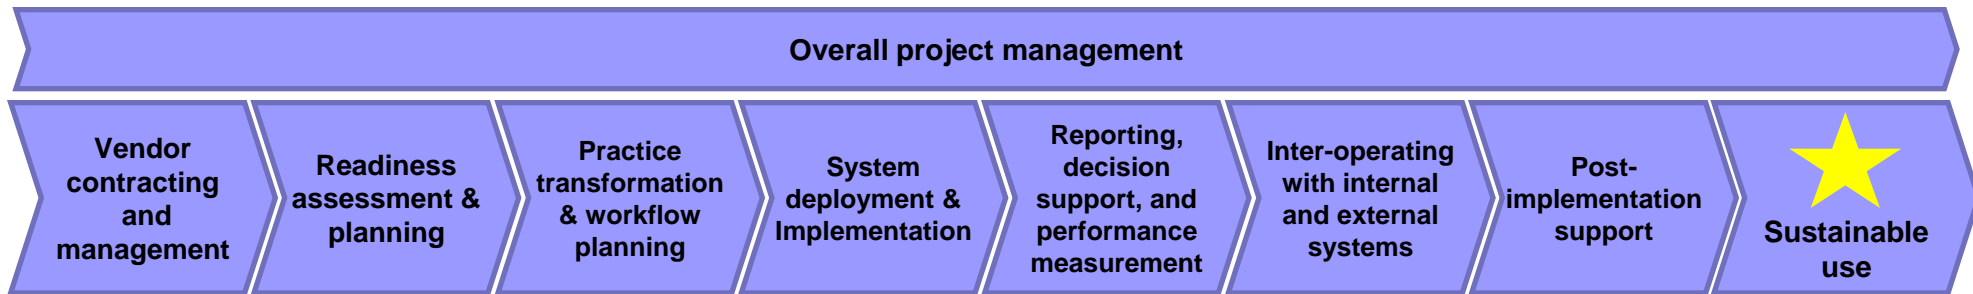 Overall project management
Vendor
contracting
and
management
Readiness
assessment &
planning
Practice
transformation
& workflow
planning
System
deployment &
Implementation
Reporting,
decision
support, and
performance
measurement
Inter-operating
with internal
and external
systems
Post-
implementation
support
Sustainable
use